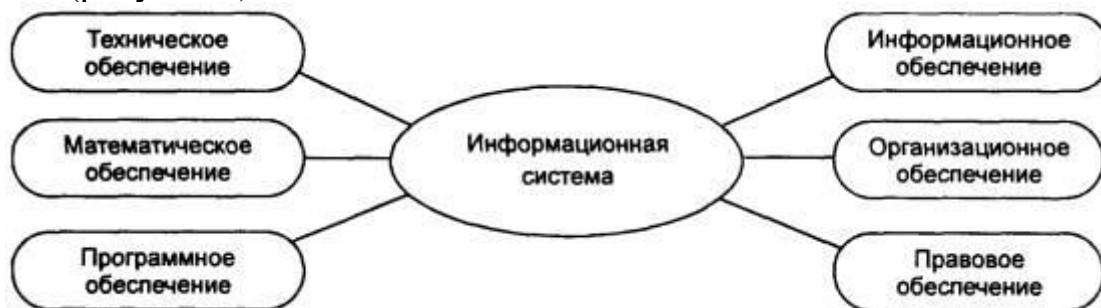 Техническое
обеспечение
Математическое
обеспечение
Программное
обеспечение
Информационная
система
Информационное
обеспечение
Организационное
обеспечение
Правовое
обеспечение